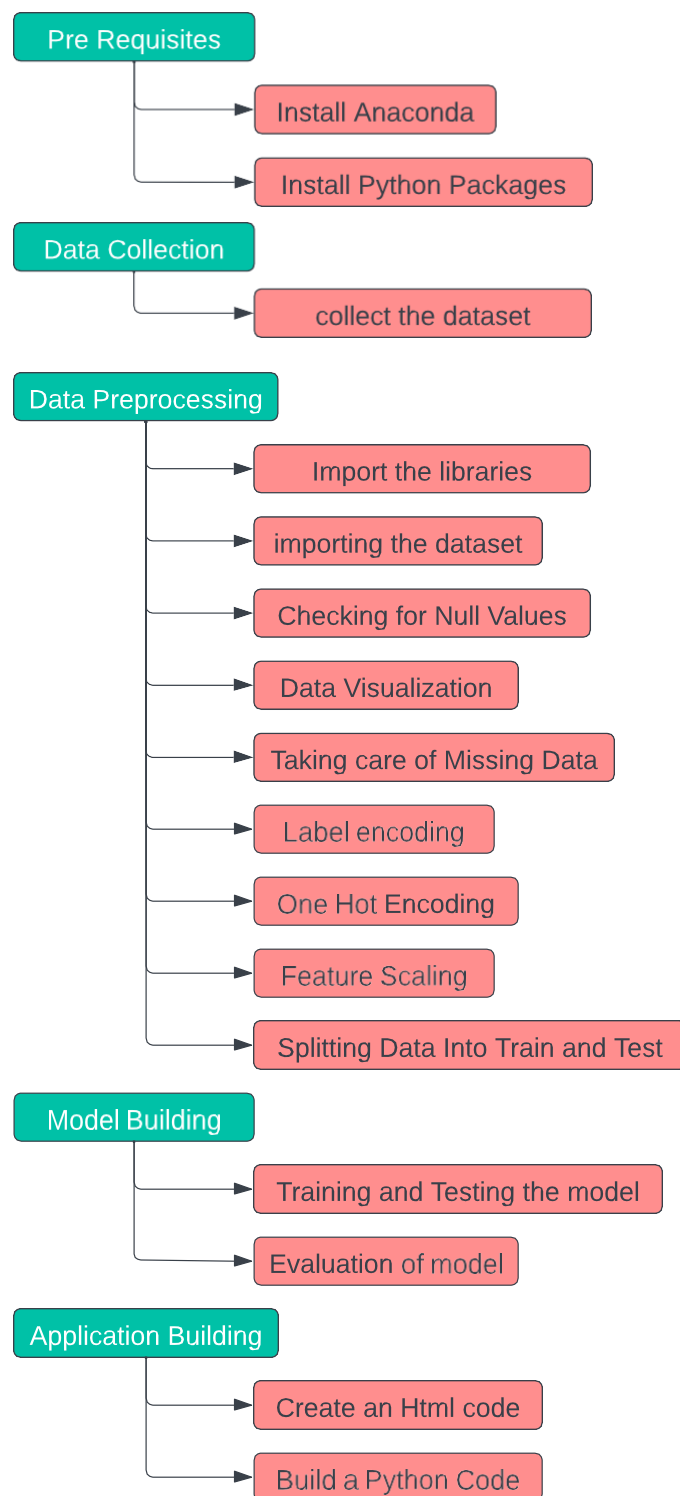 Pre Requisites
Install Anaconda
Install Python Packages
Data Collection
collect the dataset
Data Preprocessing
Import the libraries
importing the dataset
Checking for Null Values
Data Visualization
Taking care of Missing Data
Label encoding
One Hot Encoding
Feature Scaling
Splitting Data Into Train and Test
Model Building
Training and Testing the model
Evaluation of model
Application Building
Create an Html code
Build a Python Code